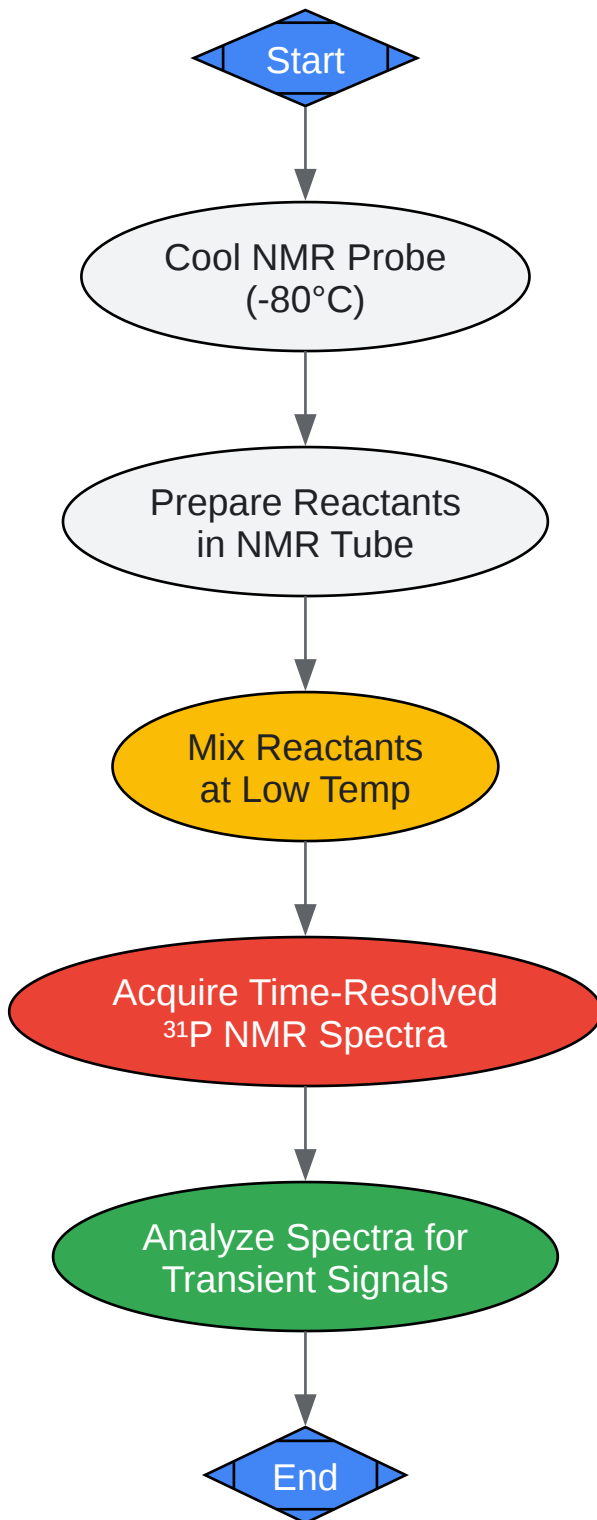 Start
Cool NMR Probe
(-80°C)
Prepare Reactants
in NMR Tube
Mix Reactants
at Low Temp
Acquire Time-Resolved
³¹P NMR Spectra
Analyze Spectra for
Transient Signals
End